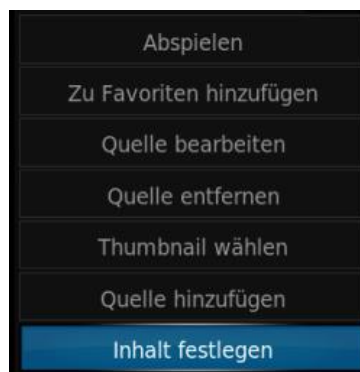 Abspielen
Zu Favoriten hinzufügen
Quelle bearbeiten
Quelle entfernen
Thumbnail wählen
Quelle hinzufügen
Inhalt festlegen